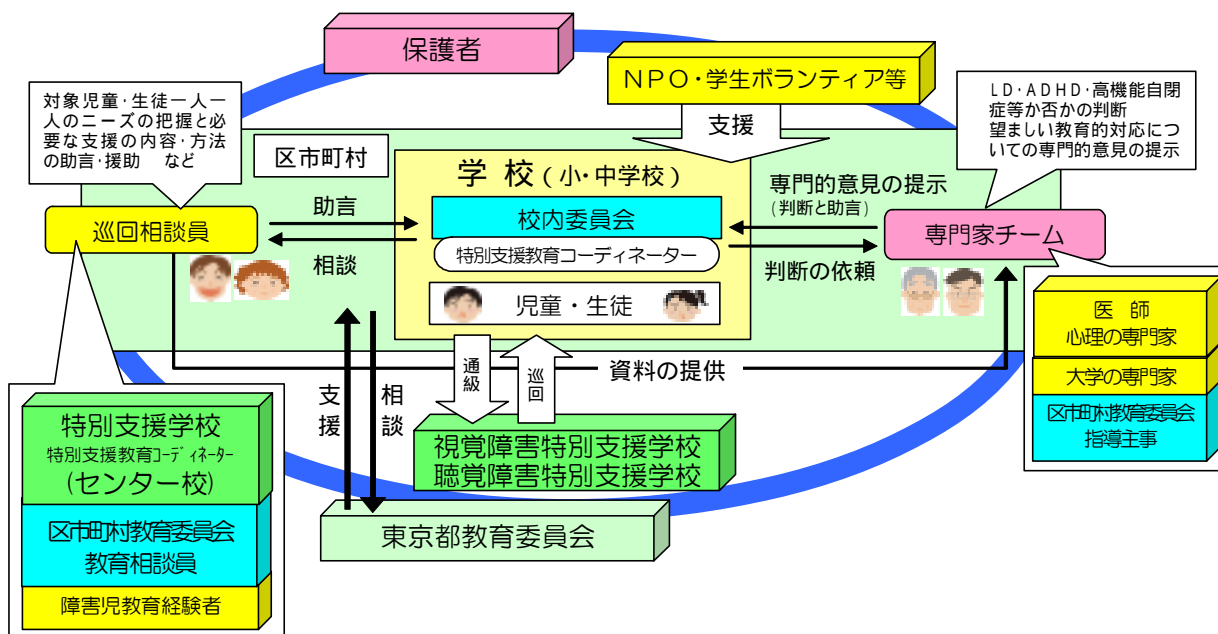 保護者
NPO・学生ボランティア等
対象児童・生徒一人一
人のニーズの把握と必
要な支援の内容・方法
の助言・援助 など
LD・ADHD・高機能自閉
症等か否かの判断
望ましい教育的対応につ
いての専門的意見の提示
支援
区市町村
学 校(小・中学校)
校内委員会
特別支援教育コーディネーター
児童・生徒
巡回相談員
助言
相談
専門的意見の提示
(判断と助言)
判断の依頼
専門家チーム
医 師
心理の専門家
大学の専門家
区市町村教育委員会
指導主事
通級
巡回
資料の提供
支援
相談
特別支援学校
特別支援教育コーディネーター
(センター校)
区市町村教育委員会
教育相談員
障害児教育経験者
視覚障害特別支援学校
聴覚障害特別支援学校
東京都教育委員会